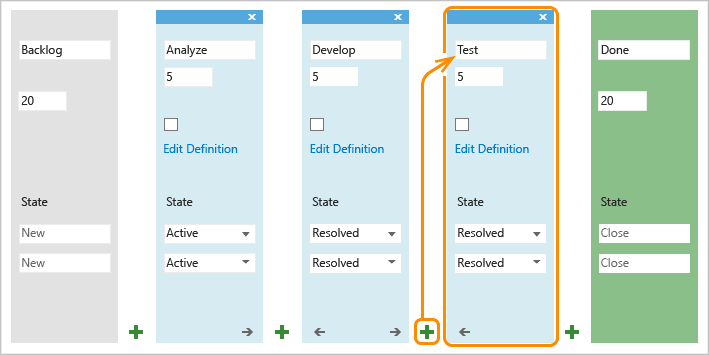 Backlog
20
State
New
New
Analyze
5
Edit Definition
State
Active
Active
Develop
5
Edit Definition
State
Resolved
Resolved
Test
5
Edit Definition
State
Resolved
Resolved
Done
20
State
Close
Close